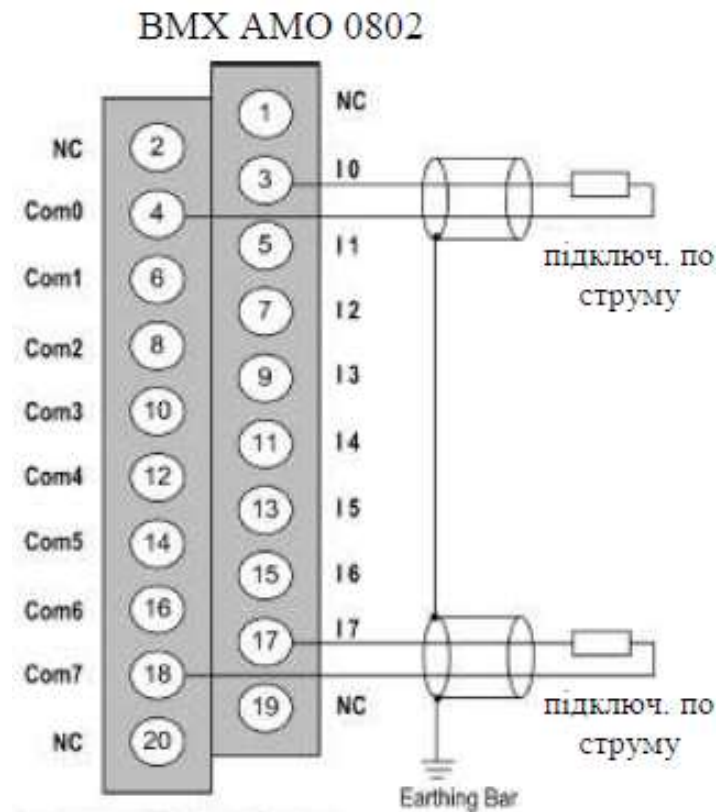 BMX AMO 0802
1 NC
NC 2
3 I0
Com0 4
5 I1
підключ. по
струму
Com1 6
7 I2
Com2 8
9 I3
Com3 10
11 I4
Com4 12
13 I5
Com5 14
15 I6
Com6 16
17 I7
Com7 18
19 NC
підключ. по
струму
NC 20
Earthing Bar